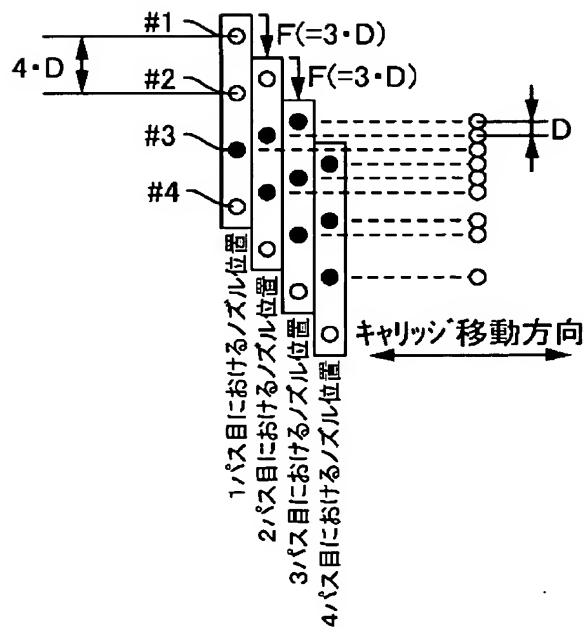 #1
F(=3・D)
4・D
#2
F(=3・D)
#3
D
#4
キャリッジ移動方向
1パス目におけるノズル位置
2パス目におけるノズル位置
3パス目におけるノズル位置
4パス目におけるノズル位置